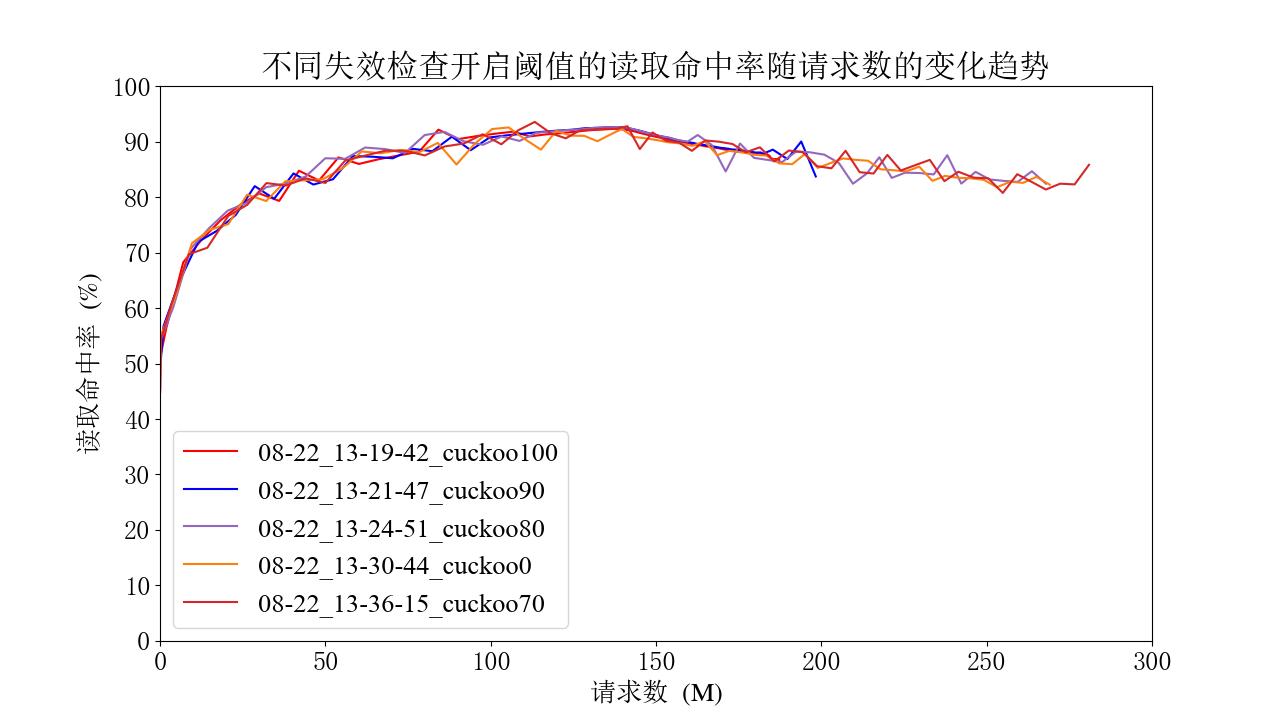 不同失效检查开启阈值的读取命中率随请求数的变化趋势
100
90
80
70
60
50
40
30
20
10
0
读取命中率 (%)
08-22_13-19-42_cuckoo100
08-22_13-21-47_cuckoo90
08-22_13-24-51_cuckoo80
08-22_13-30-44_cuckoo0
08-22_13-36-15_cuckoo70
0 50 100 150 200 250 300
请求数 (M)